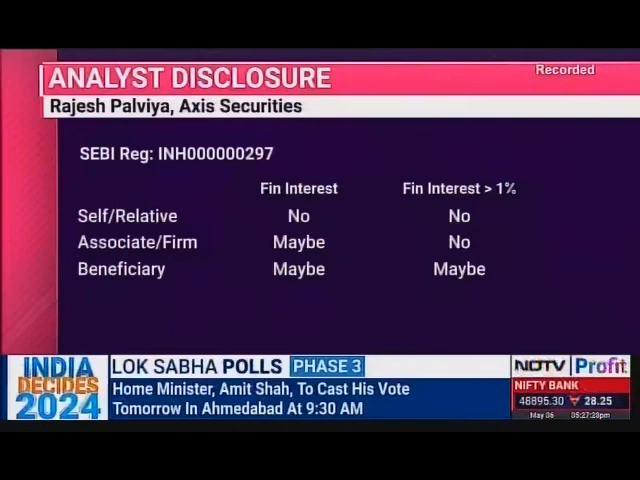 ANALYST DISCLOSURE
Recorded
Rajesh Palviya, Axis Securities
SEBI Reg: INH000000297
Fin Interest Fin Interest > 1%
Self/Relative No No
Associate/Firm Maybe No
Beneficiary Maybe Maybe
INDIA DECIDES 2024
LOK SABHA POLLS PHASE 3
Home Minister, Amit Shah, To Cast His Vote
Tomorrow In Ahmedabad At 9:30 AM
NDTV Profit
NIFTY BANK
48895.30 28.25
May 06 05:27:28pm